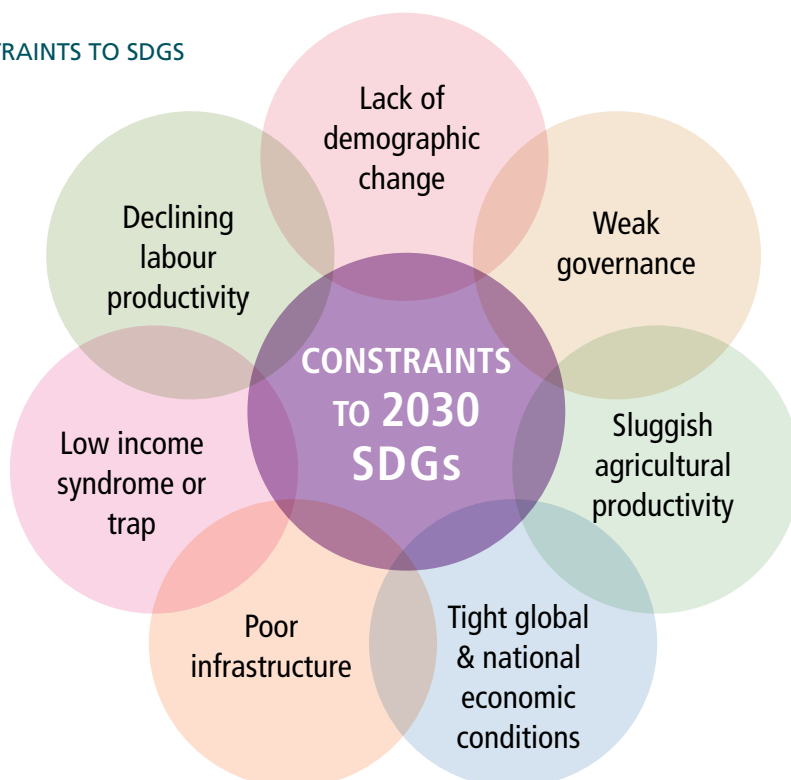 TRAINTS TO SDGS
Lack of
demographic
change
Weak
governance
Sluggish
agricultural
productivity
Tight global
& national
economic
conditions
Poor
infrastructure
Low income
syndrome or
trap
Declining
labour
productivity
CONSTRAINTS
TO 2030
SDGs